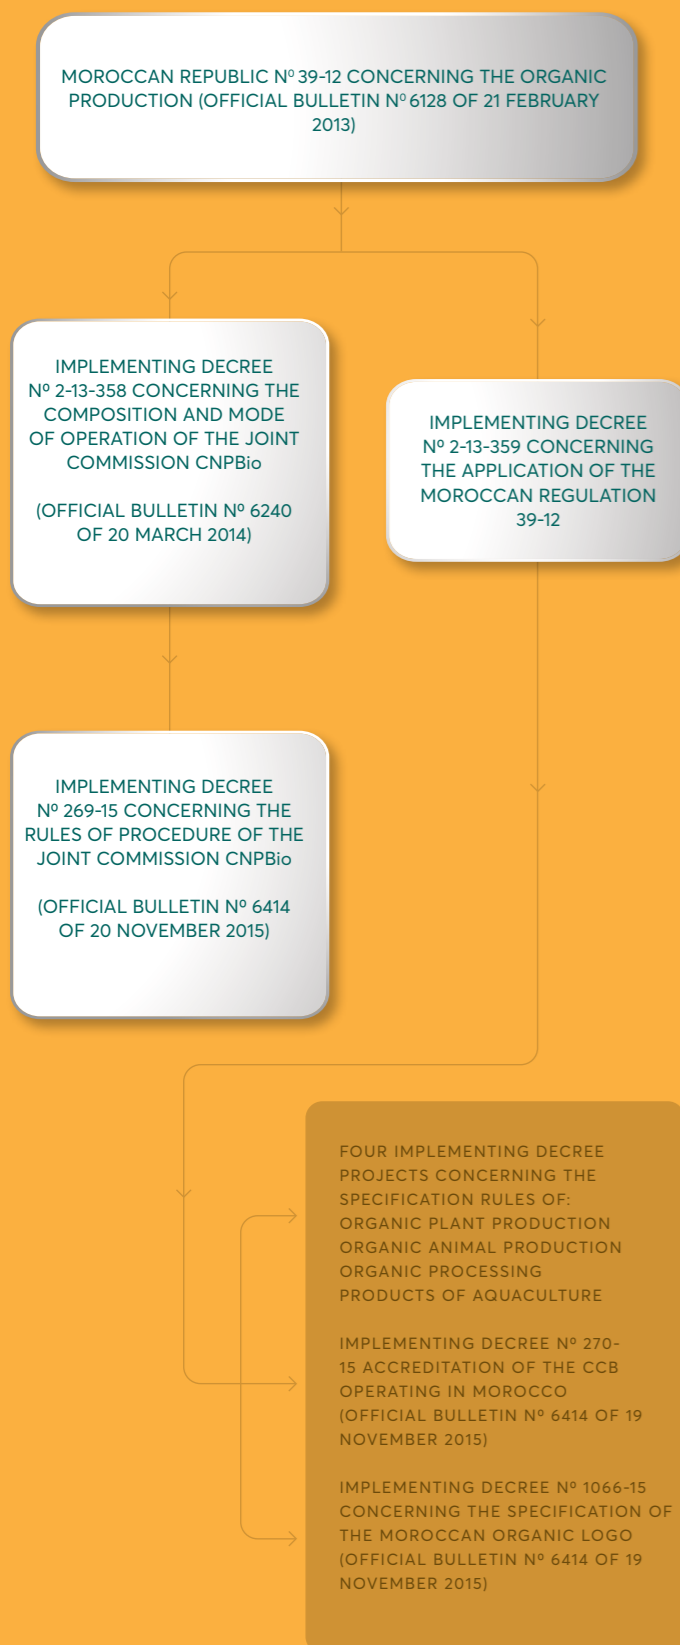 MOROCCAN REPUBLIC Nº 39-12 CONCERNING THE ORGANIC
PRODUCTION (OFFICIAL BULLETIN Nº 6128 OF 21 FEBRUARY
2013)
IMPLEMENTING DECREE
Nº 2-13-358 CONCERNING THE
COMPOSITION AND MODE
OF OPERATION OF THE JOINT
COMMISSION CNPBio
(OFFICIAL BULLETIN Nº 6240
OF 20 MARCH 2014)
IMPLEMENTING DECREE
Nº 2-13-359 CONCERNING
THE APPLICATION OF THE
MOROCCAN REGULATION
39-12
IMPLEMENTING DECREE
Nº 269-15 CONCERNING THE
RULES OF PROCEDURE OF THE
JOINT COMMISSION CNPBio
(OFFICIAL BULLETIN Nº 6414
OF 20 NOVEMBER 2015)
FOUR IMPLEMENTING DECREE
PROJECTS CONCERNING THE
SPECIFICATION RULES OF:
ORGANIC PLANT PRODUCTION
ORGANIC ANIMAL PRODUCTION
ORGANIC PROCESSING
PRODUCTS OF AQUACULTURE
IMPLEMENTING DECREE Nº 270-
15 ACCREDITATION OF THE CCB
OPERATING IN MOROCCO
(OFFICIAL BULLETIN Nº 6414 OF 19
NOVEMBER 2015)
IMPLEMENTING DECREE Nº 1066-15
CONCERNING THE SPECIFICATION OF
THE MOROCCAN ORGANIC LOGO
(OFFICIAL BULLETIN Nº 6414 OF 19
NOVEMBER 2015)